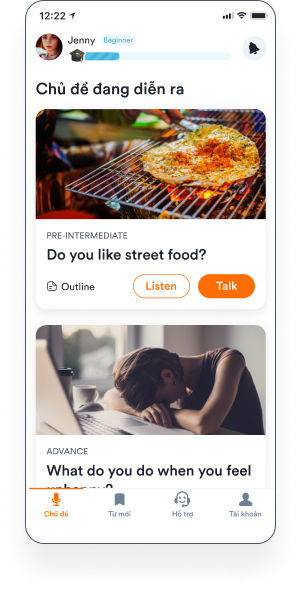 12:22
Jenny Beginner
Chủ đề đang diễn ra
PRE-INTERMEDIATE
Do you like street food?
Outline Listen Talk
ADVANCE
What do you do when you feel
unhappy?
Chủ đề Từ mới Hỗ trợ Tài khoản